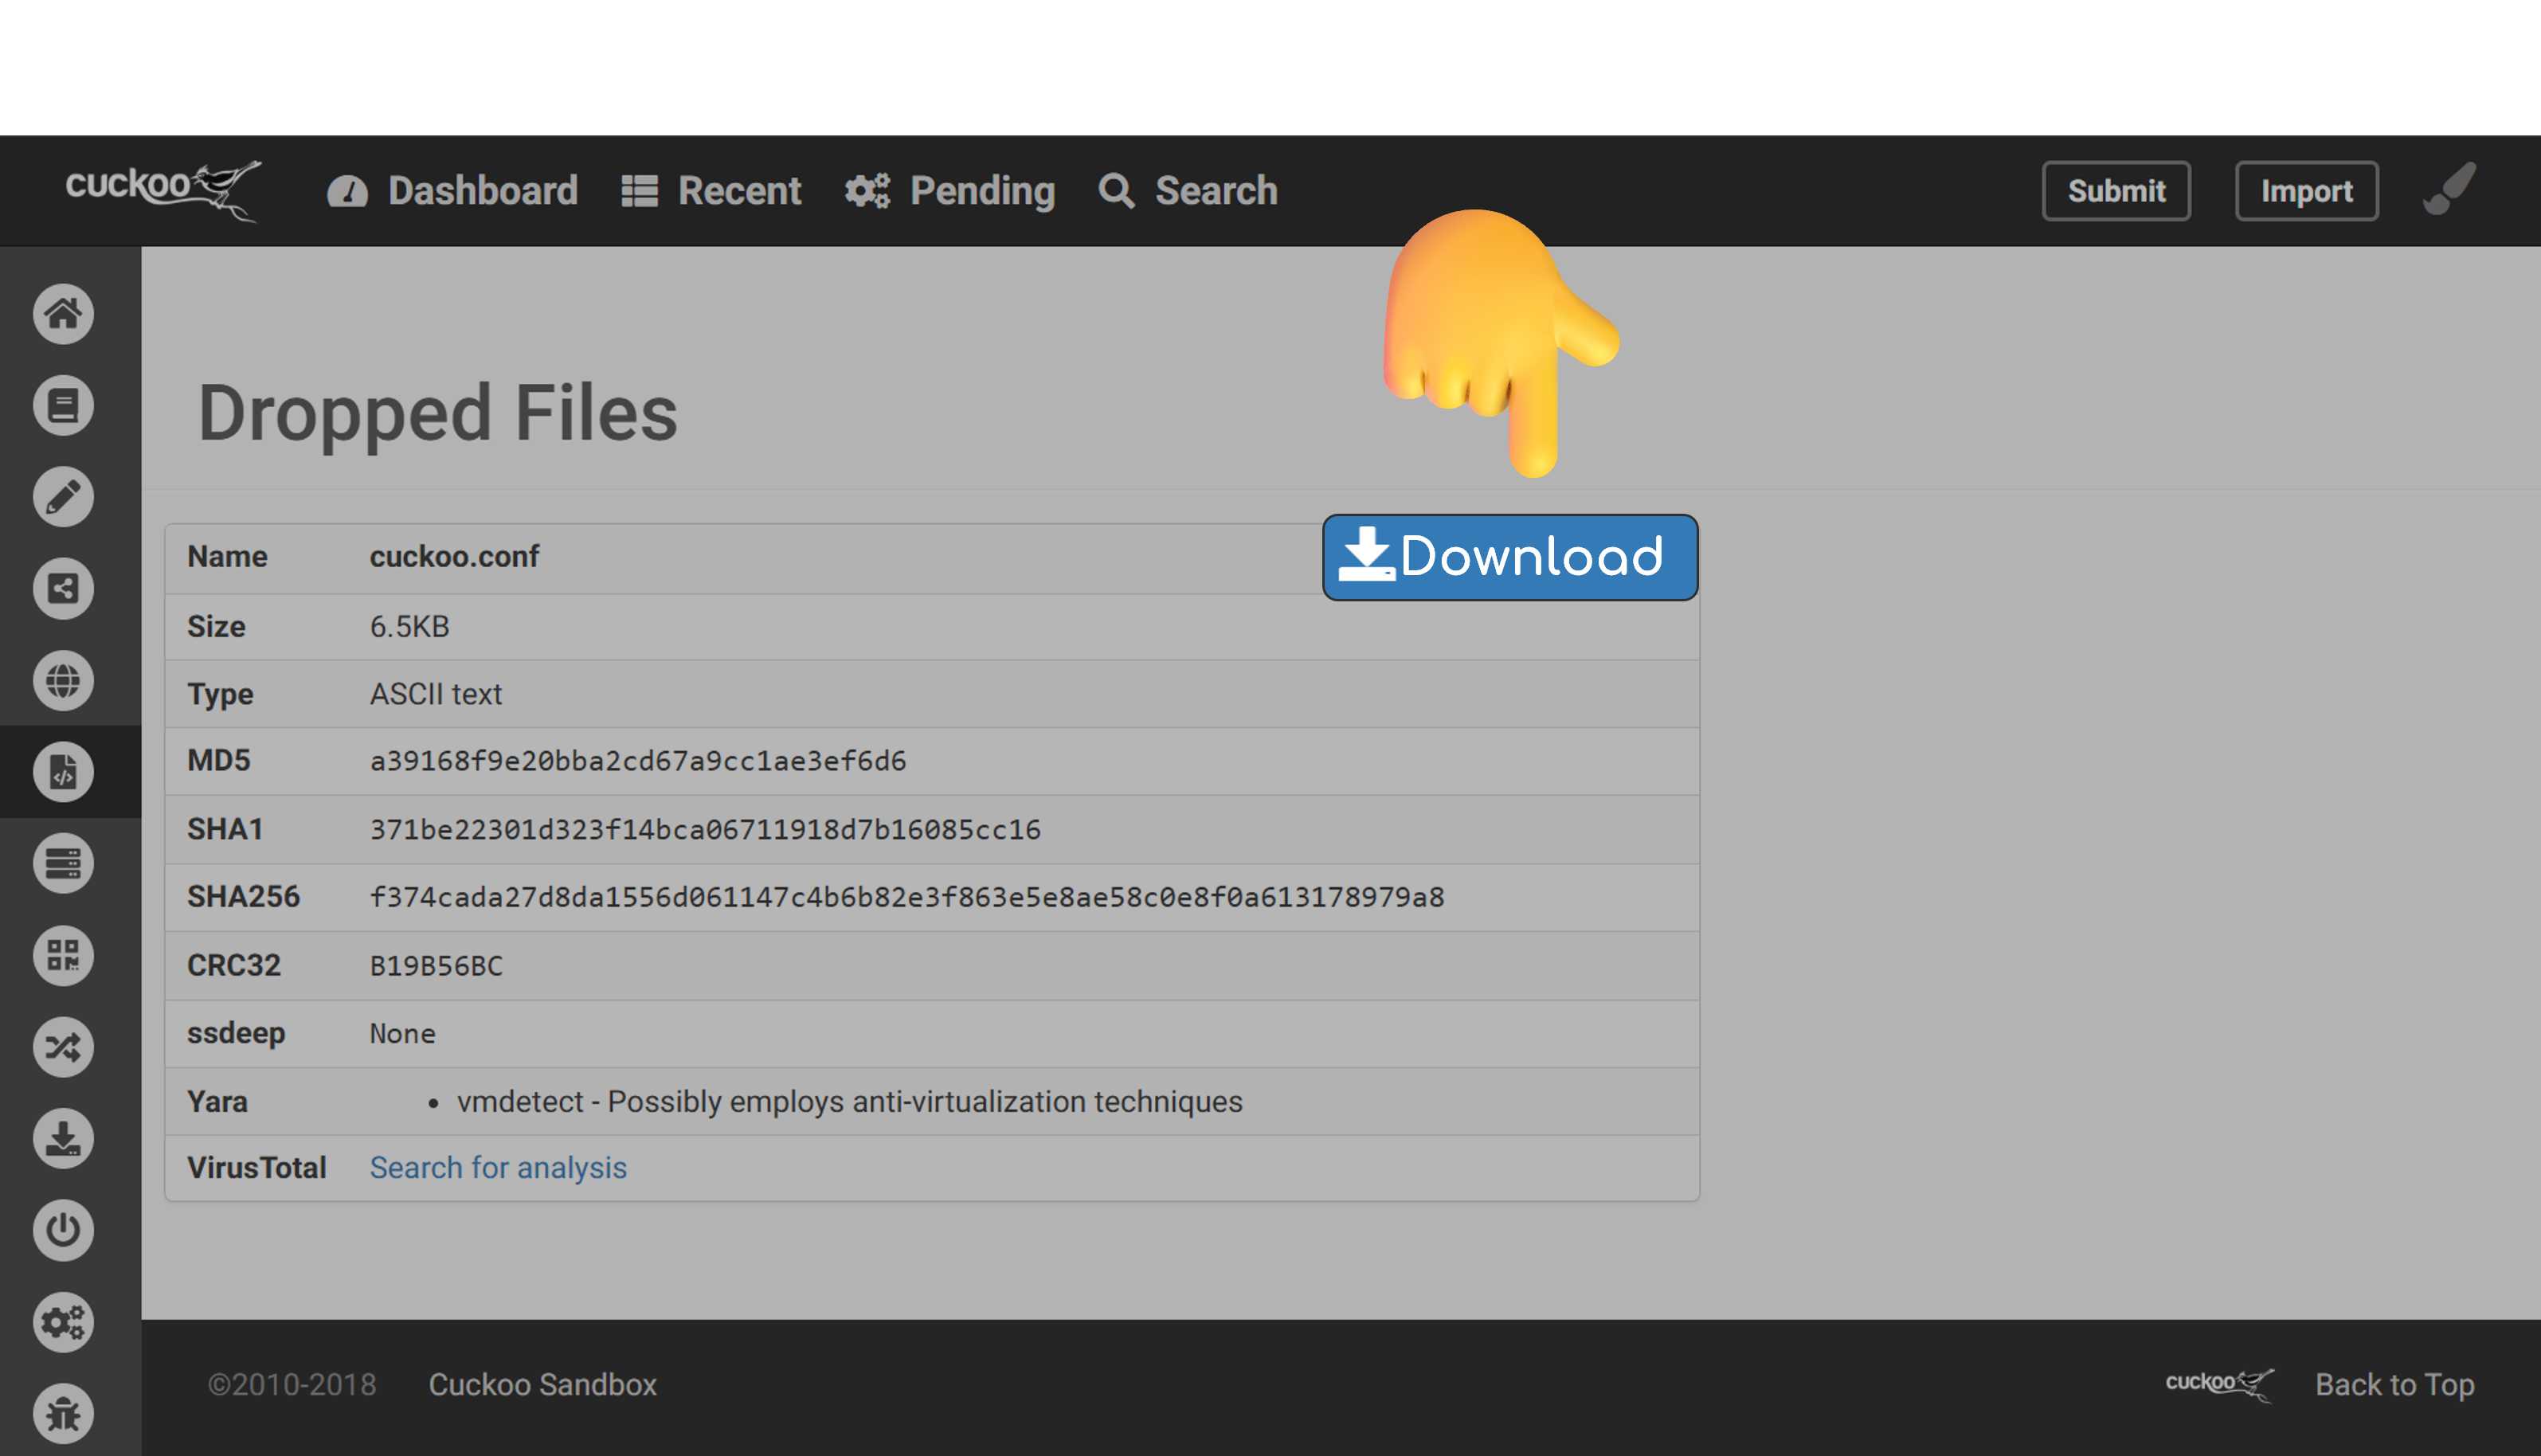 cuckoo Dashboard Recent Pending Search Submit Import
Dropped Files
Name cuckoo.conf Download
Size 6.5KB
Type ASCII text
MD5 a39168f9e20bba2cd67a9cc1ae3ef6d6
SHA1 371be22301d323f14bca06711918d7b16085cc16
SHA256 f374cada27d8da1556d061147c4b6b82e3f863e5e8ae58c0e8f0a613178979a8
CRC32 B19B56BC
ssdeep None
Yara • vmdetect - Possibly employs anti-virtualization techniques
VirusTotal Search for analysis
©2010-2018 Cuckoo Sandbox cuckoo Back to Top